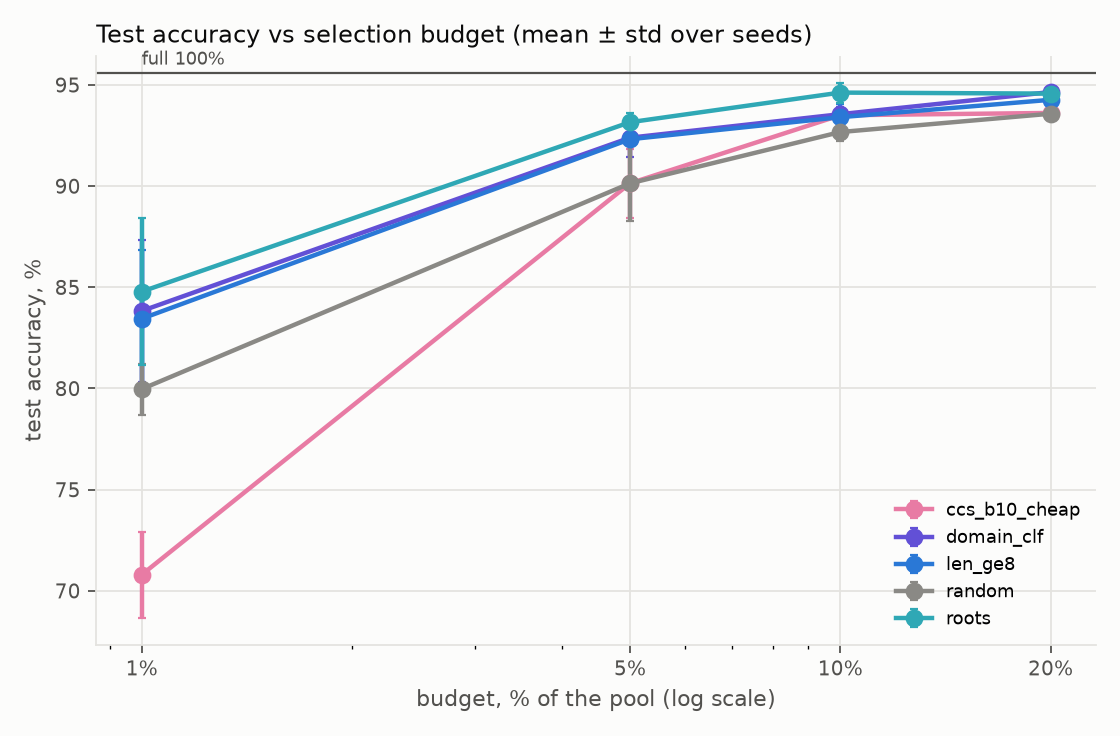 Test accuracy vs selection budget (mean ± std over seeds)
full 100%
95
90
85
80
75
70
test accuracy, %
ccs_b10_cheap
domain_clf
len_ge8
random
roots
1%
5%
10%
20%
budget, % of the pool (log scale)